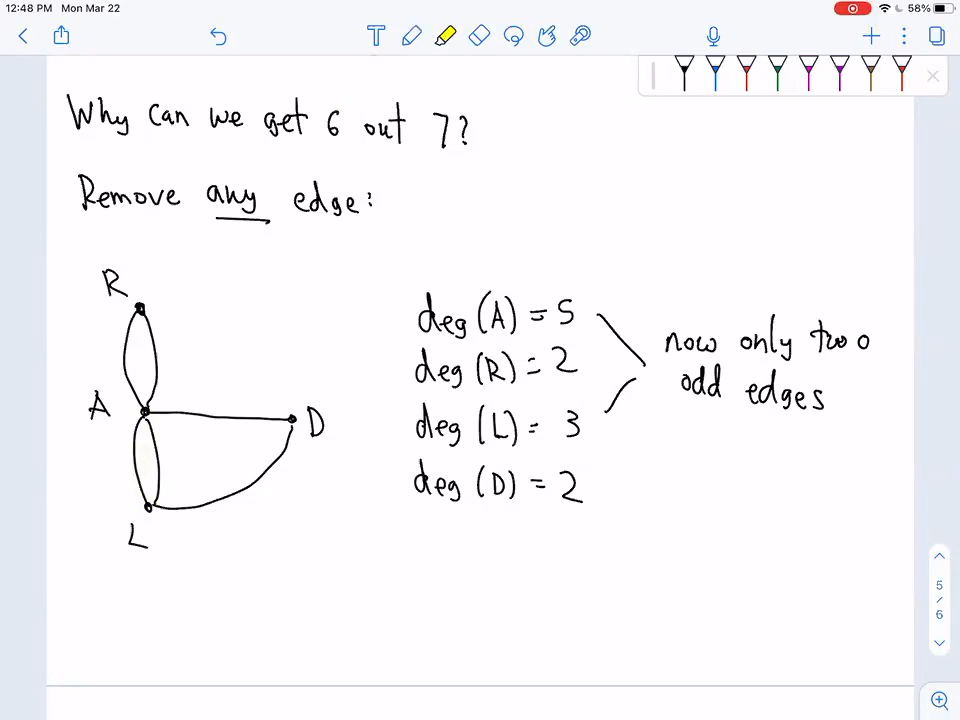 12:48 PM Mon Mar 22
58%
Why can we get 6 out 7?
Remove any edge:
R
A
D
L
deg(A) = 5
deg(R) = 2
deg(L) = 3
deg(D) = 2
now only two
odd edges
5
/
6